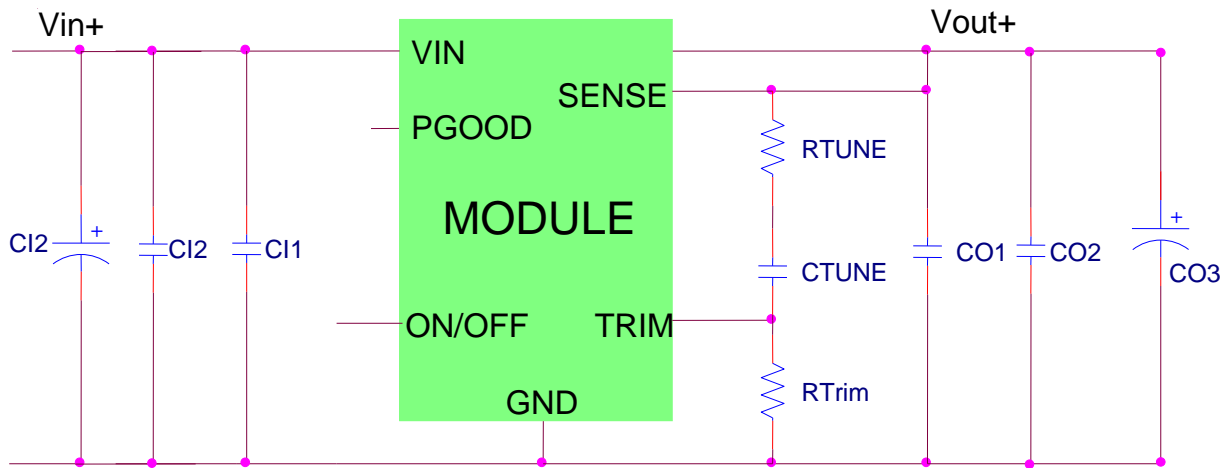 Vin+
Vout+
VIN
SENSE
PGOOD
RTUNE
MODULE
+
CI2
CI2
CI1
CTUNE
CO1
CO2
+
CO3
ON/OFF
TRIM
RTrim
GND